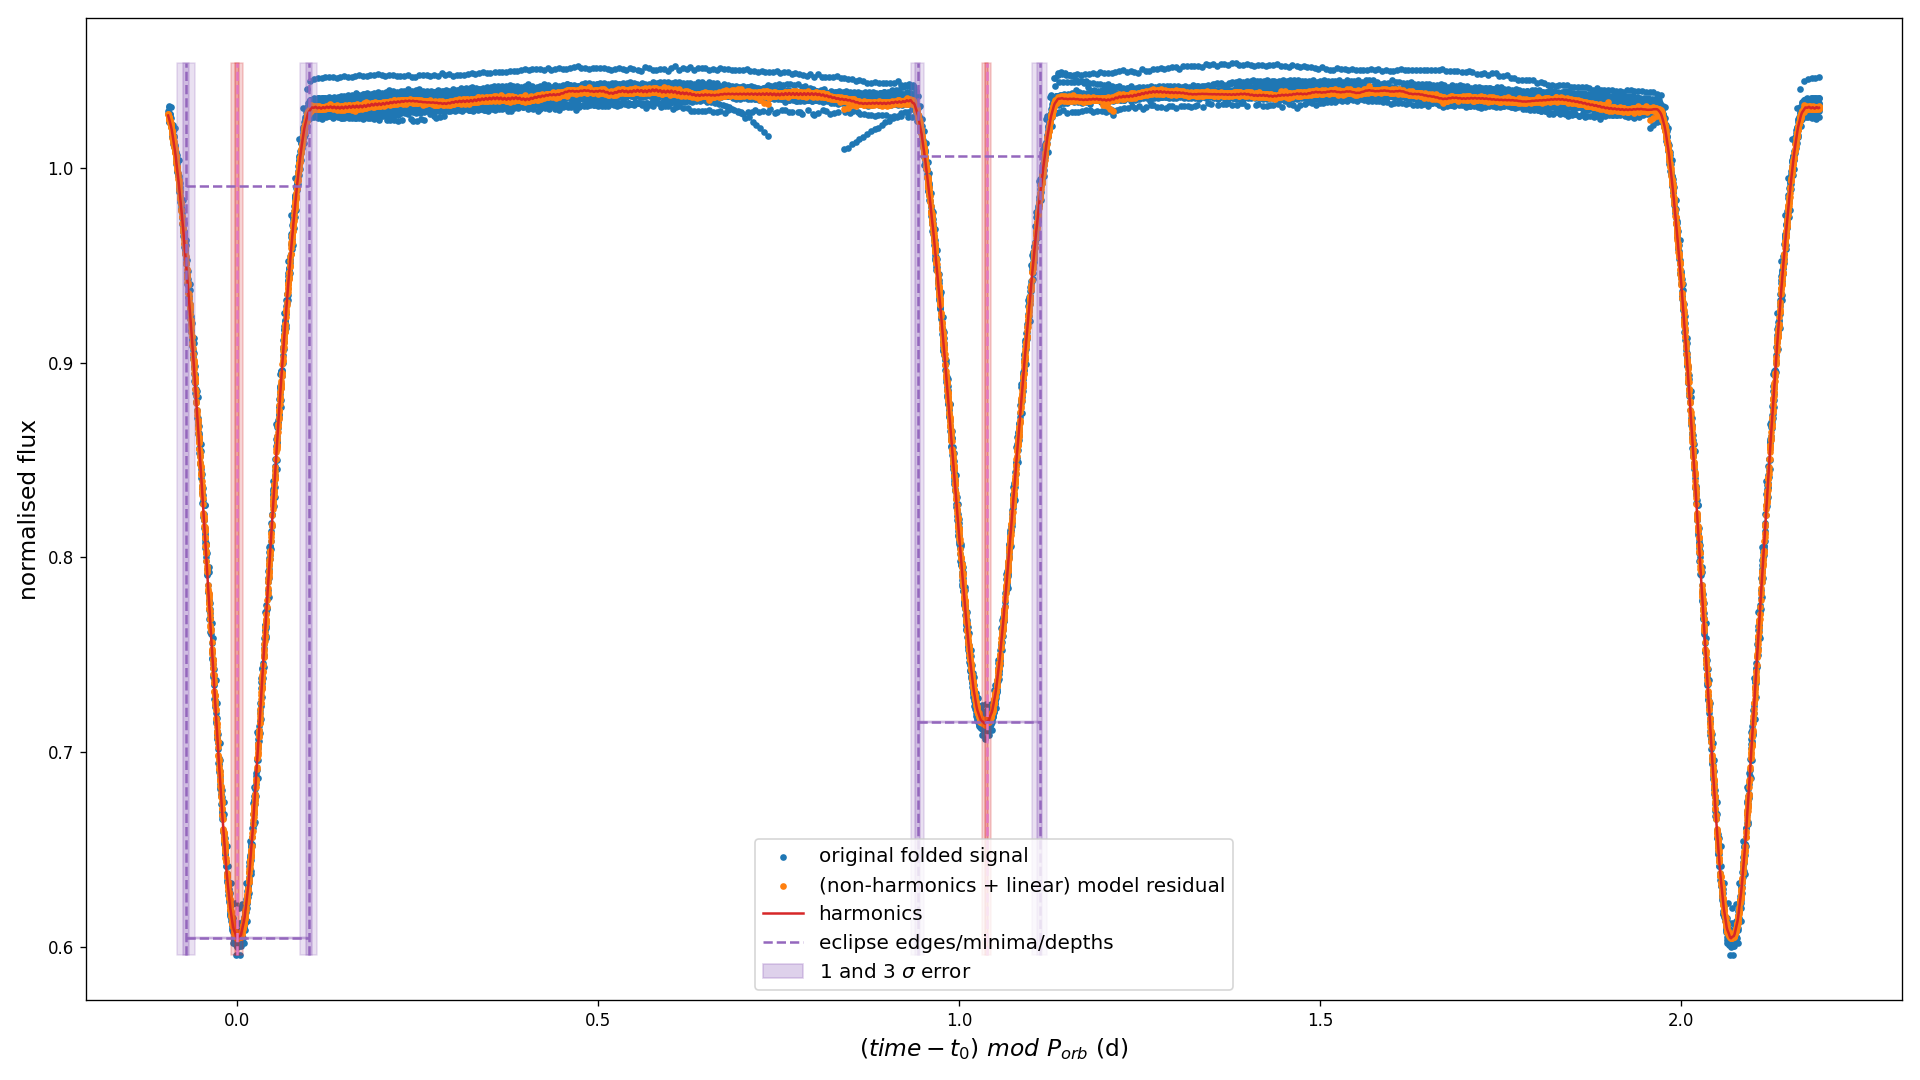 normalised flux
1.0
0.9
0.8
0.7
0.6
original folded signal
(non-harmonics + linear) model residual
harmonics
eclipse edges/minima/depths
1 and 3 σ error
0.0
0.5
1.0
1.5
2.0
(time − t₀) mod P_orb (d)